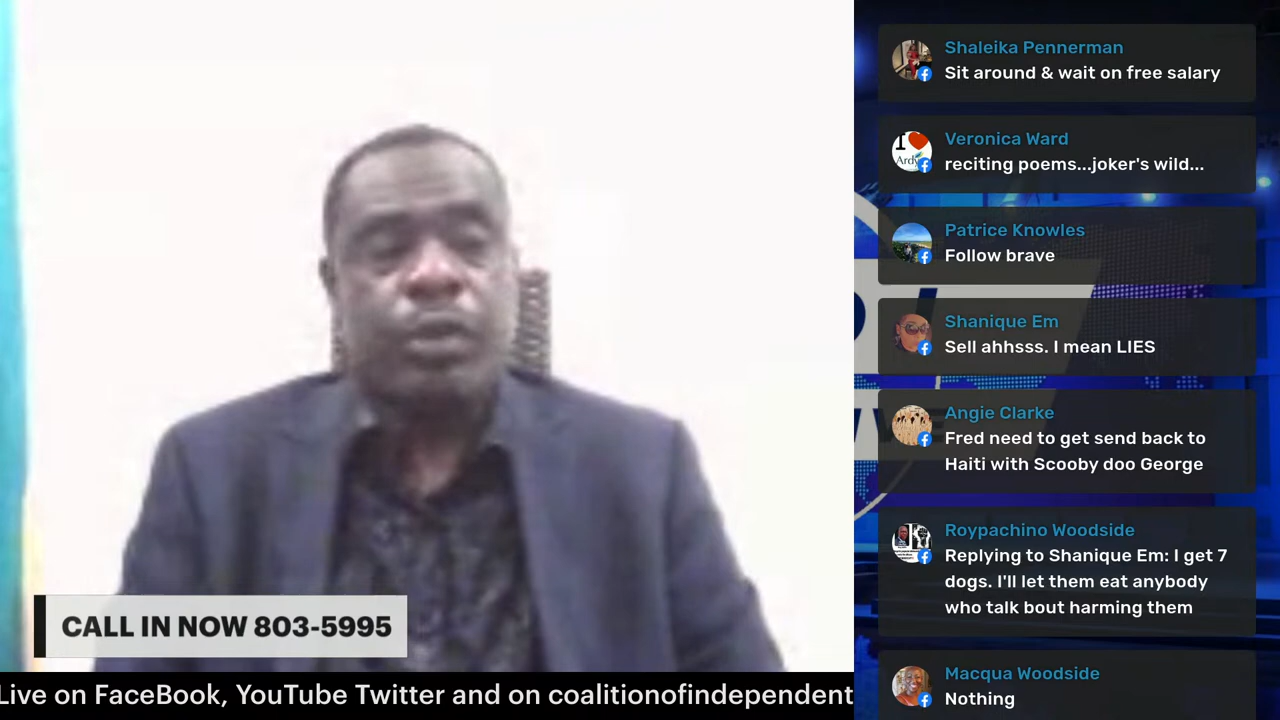 Shaleika Pennerman
Sit around & wait on free salary
Veronica Ward
reciting poems...joker's wild...
Patrice Knowles
Follow brave
Shanique Em
Sell ahhsss. I mean LIES
Angie Clarke
Fred need to get send back to
Haiti with Scooby doo George
Roypachino Woodside
Replying to Shanique Em: I get 7
dogs. I'll let them eat anybody
who talk bout harming them
Macqua Woodside
Nothing
CALL IN NOW 803-5995
Live on FaceBook, YouTube Twitter and on coalitionofindependent